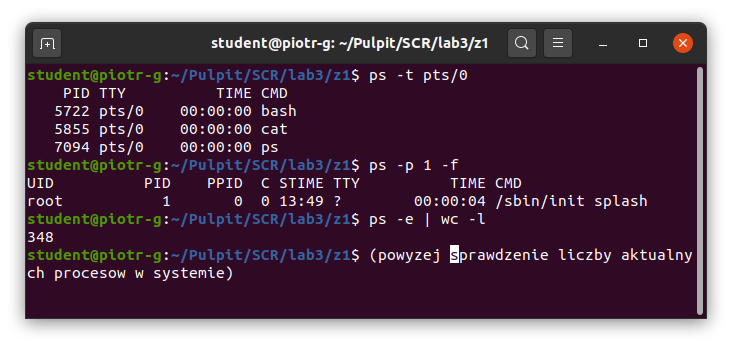 student@piotr-g: ~/Pulpit/SCR/lab3/z1
student@piotr-g:~/Pulpit/SCR/lab3/z1$ ps -t pts/0
    PID TTY          TIME CMD
   5722 pts/0    00:00:00 bash
   5855 pts/0    00:00:00 cat
   7094 pts/0    00:00:00 ps
student@piotr-g:~/Pulpit/SCR/lab3/z1$ ps -p 1 -f
UID          PID    PPID  C STIME TTY          TIME CMD
root           1       0  0 13:49 ?        00:00:04 /sbin/init splash
student@piotr-g:~/Pulpit/SCR/lab3/z1$ ps -e | wc -l
348
student@piotr-g:~/Pulpit/SCR/lab3/z1$ (powyzej sprawdzenie liczby aktualny
ch procesow w systemie)